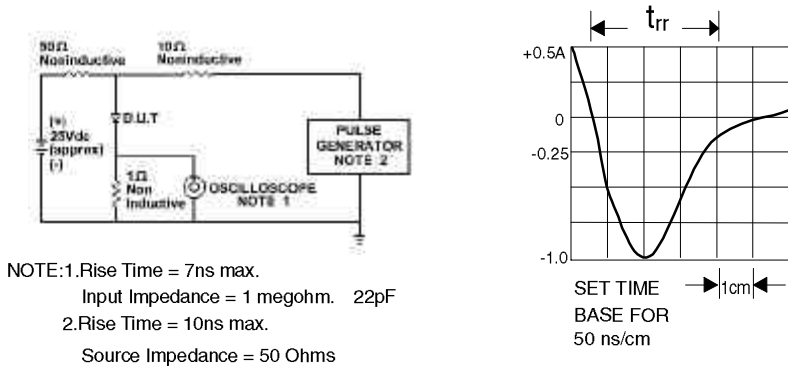 50Ω
Noninductive
10Ω
Noninductive
(+)
25Vdc
(approx)
(-)
D.U.T
1Ω
Non
Inductive
OSCILLOSCOPE
NOTE 1
PULSE
GENERATOR
NOTE 2
NOTE:1.Rise Time = 7ns max.
Input Impedance = 1 megohm. 22pF
2.Rise Time = 10ns max.
Source Impedance = 50 Ohms
trr
+0.5A
0
-0.25
-1.0
1cm
SET TIME
BASE FOR
50 ns/cm